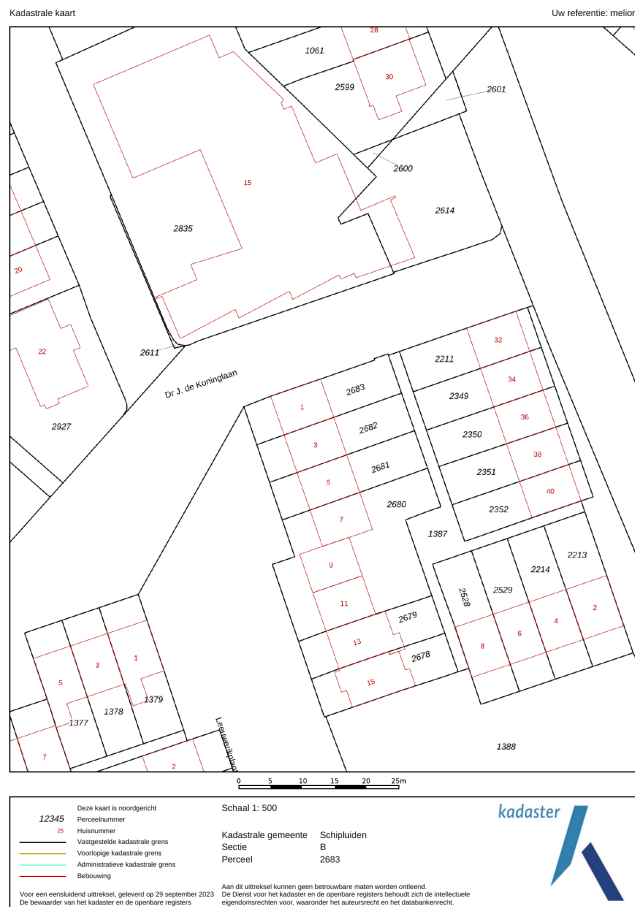 Kadastrale kaart
Uw referentie: melior
28
1061
30
2599
2601
2600
15
2614
2835
29
22
2611
Dr J. de Koninglaan
2927
32
2211
34
2683
1
2349
36
2682
3
2350
38
2681
5
2351
40
2680
2352
7
1387
2213
9
2214
2529
2528
11
2
4
2679
6
13
8
2678
15
1
3
5
1379
1378
1377
7
2
1388
0 5 10 15 20 25m
Deze kaart is noordgericht
12345 Perceelnummer
25 Huisnummer
Vastgestelde kadastrale grens
Voorlopige kadastrale grens
Administratieve kadastrale grens
Bebouwing
Voor een eensluidend uittreksel, geleverd op 29 september 2023
De bewaarder van het kadaster en de openbare registers
Schaal 1: 500
Kadastrale gemeente Schipluiden
Sectie B
Perceel 2683
Aan dit uittreksel kunnen geen betrouwbare maten worden ontleend.
De Dienst voor het kadaster en de openbare registers behoudt zich de intellectuele
eigendomsrechten voor, waaronder het auteursrecht en het databankenrecht.
kadaster